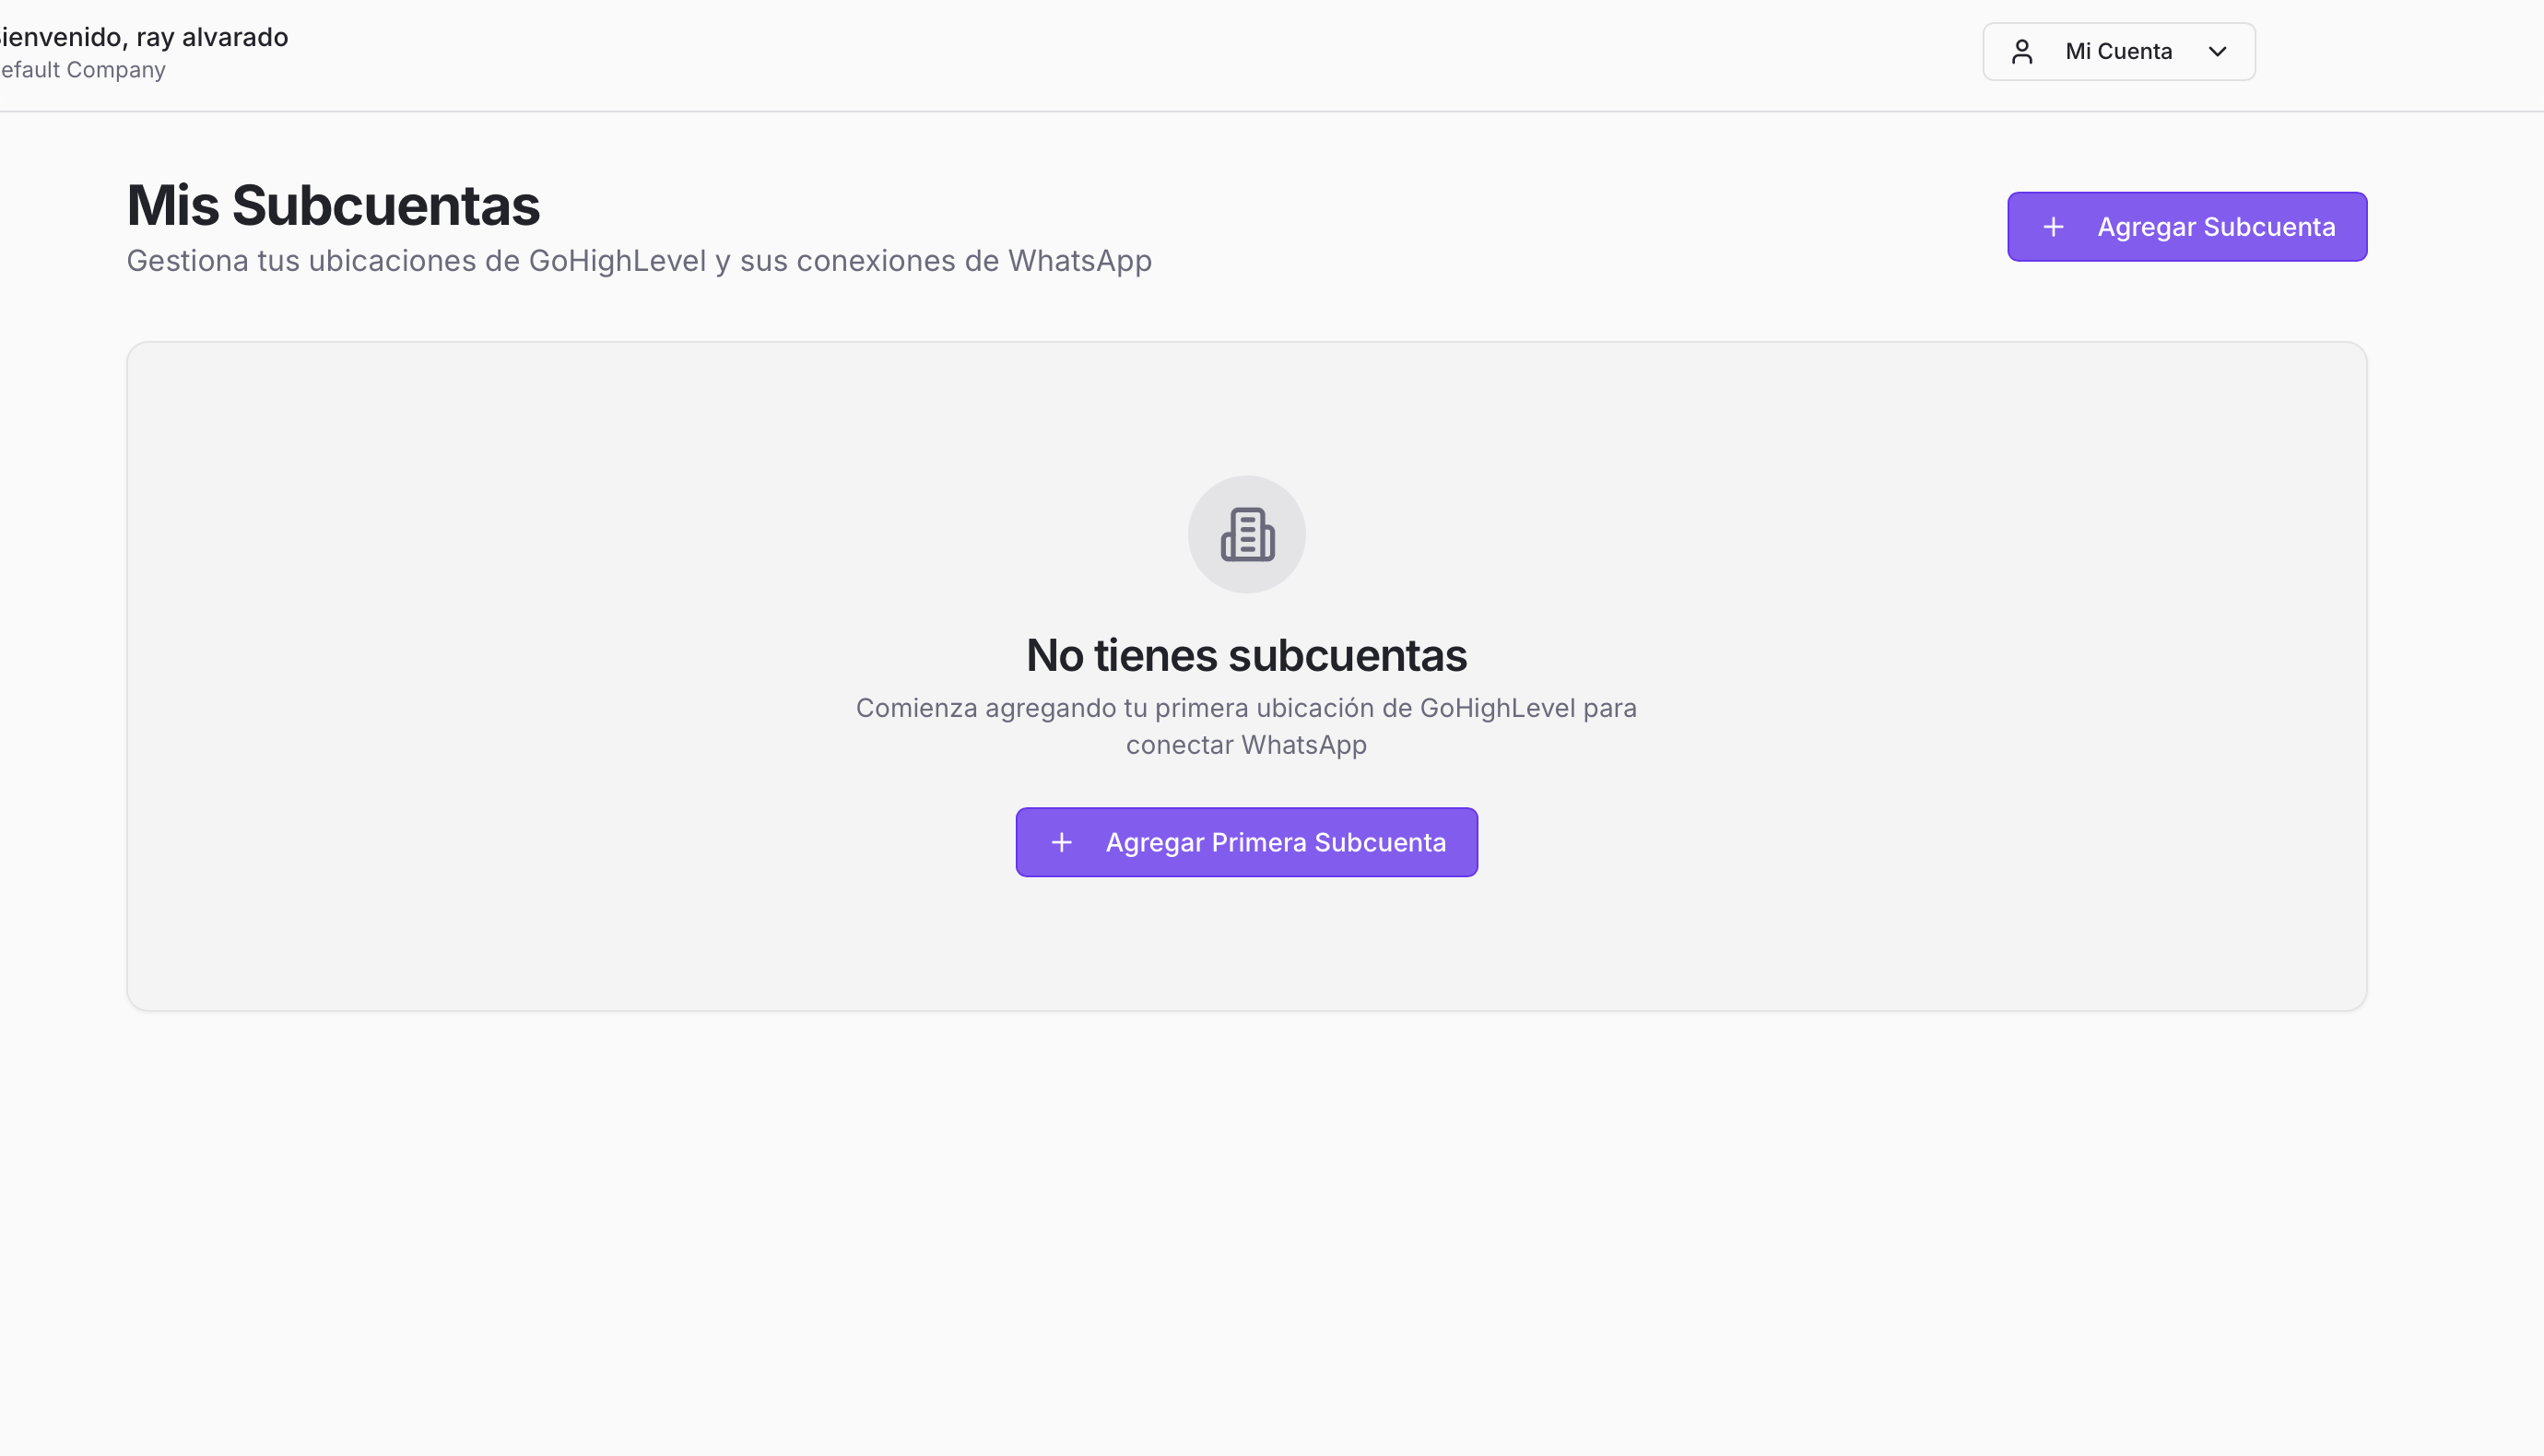 Bienvenido, ray alvarado
efault Company
Mi Cuenta
Mis Subcuentas
Agregar Subcuenta
Gestiona tus ubicaciones de GoHighLevel y sus conexiones de WhatsApp
No tienes subcuentas
Comienza agregando tu primera ubicación de GoHighLevel para
conectar WhatsApp
Agregar Primera Subcuenta